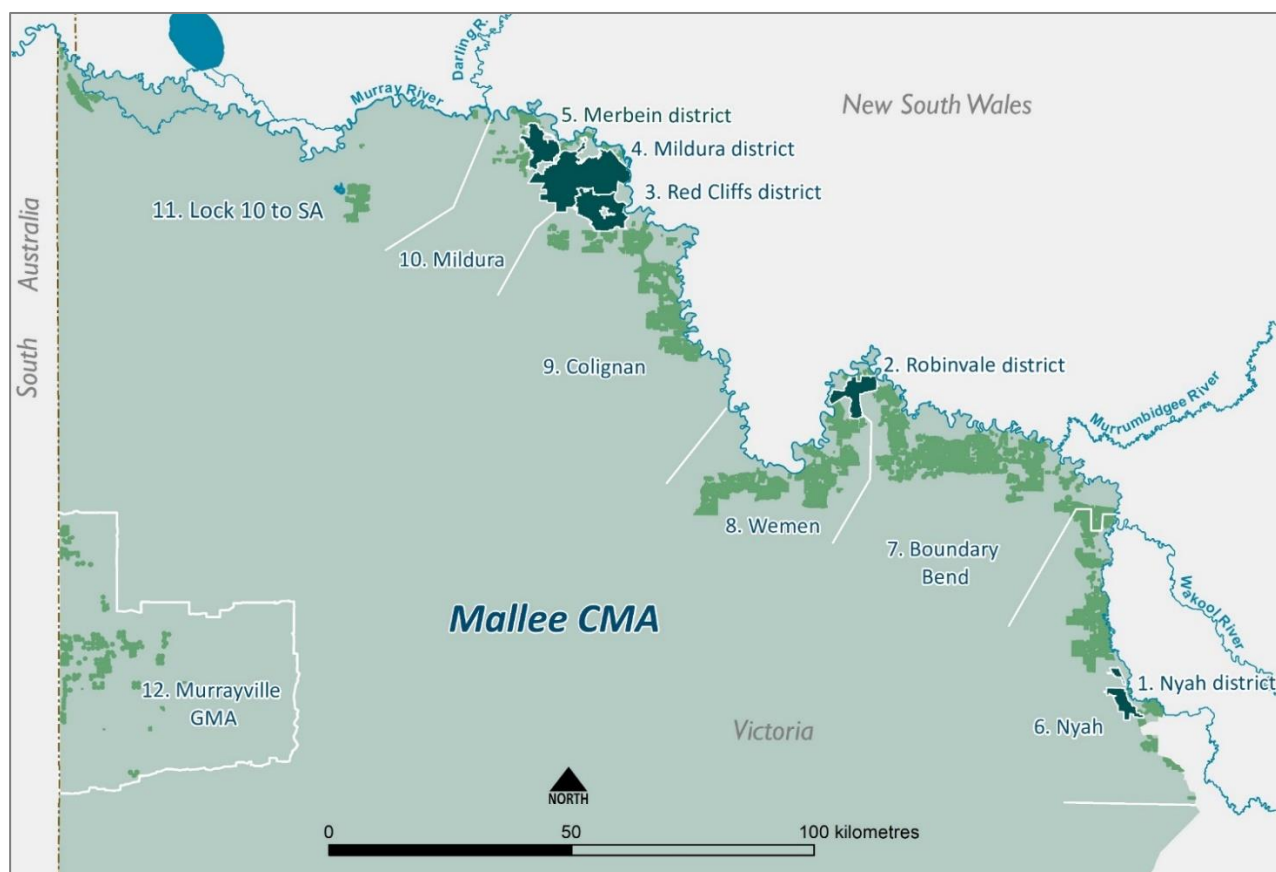 Darling R.
Murray River
New South Wales
5. Merbein district
4. Mildura district
3. Red Cliffs district
11. Lock 10 to SA
10. Mildura
South Australia
9. Colignan
2. Robinvale district
Murrumbidgee River
8. Wemen
7. Boundary
Bend
Wakool River
Mallee CMA
1. Nyah district
12. Murrayville
GMA
6. Nyah
Victoria
NORTH
0 50 100 kilometres